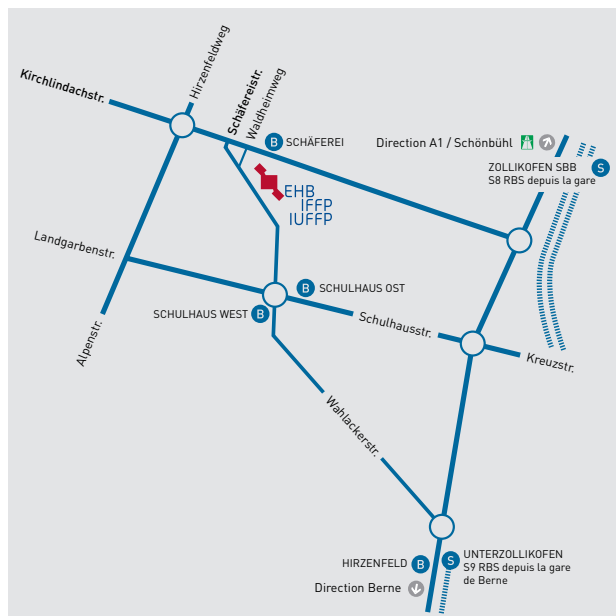 Hirzenfeldweg
Kirchlindachstr.
Schäfereistr.
Waldheimweg
B SCHÄFEREI
Direction A1 / Schönbühl
ZOLLIKOFEN SBB
S8 RBS depuis la gare
S
EHB
IFFP
IUFFP
Landgarbenstr.
B SCHULHAUS OST
SCHULHAUS WEST B
Schulhausstr.
Alpenstr.
Kreuzstr.
Wahlackerstr.
HIRZENFELD B
S UNTERZOLLIKOFEN
S9 RBS depuis la gare
de Berne
Direction Berne